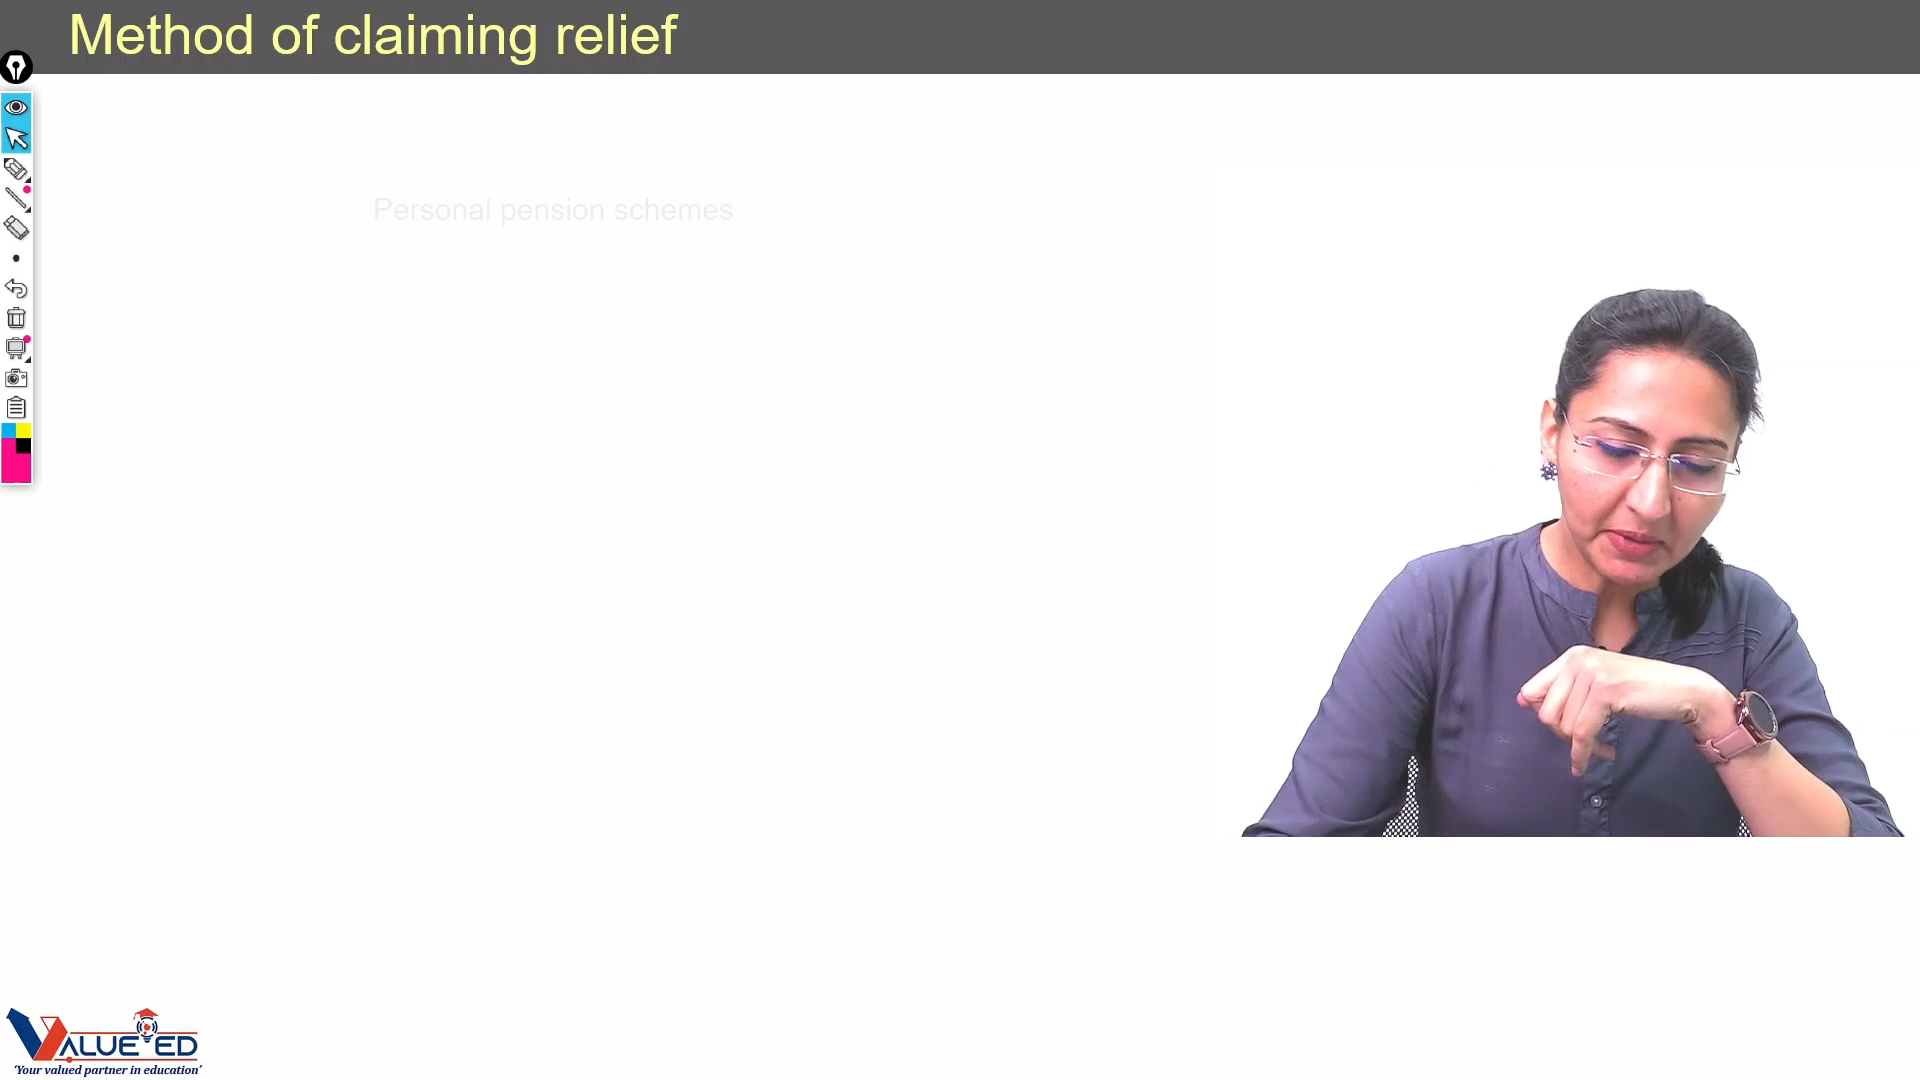 Method of claiming relief
Personal pension schemes
VALUE ED
'Your valued partner in education'